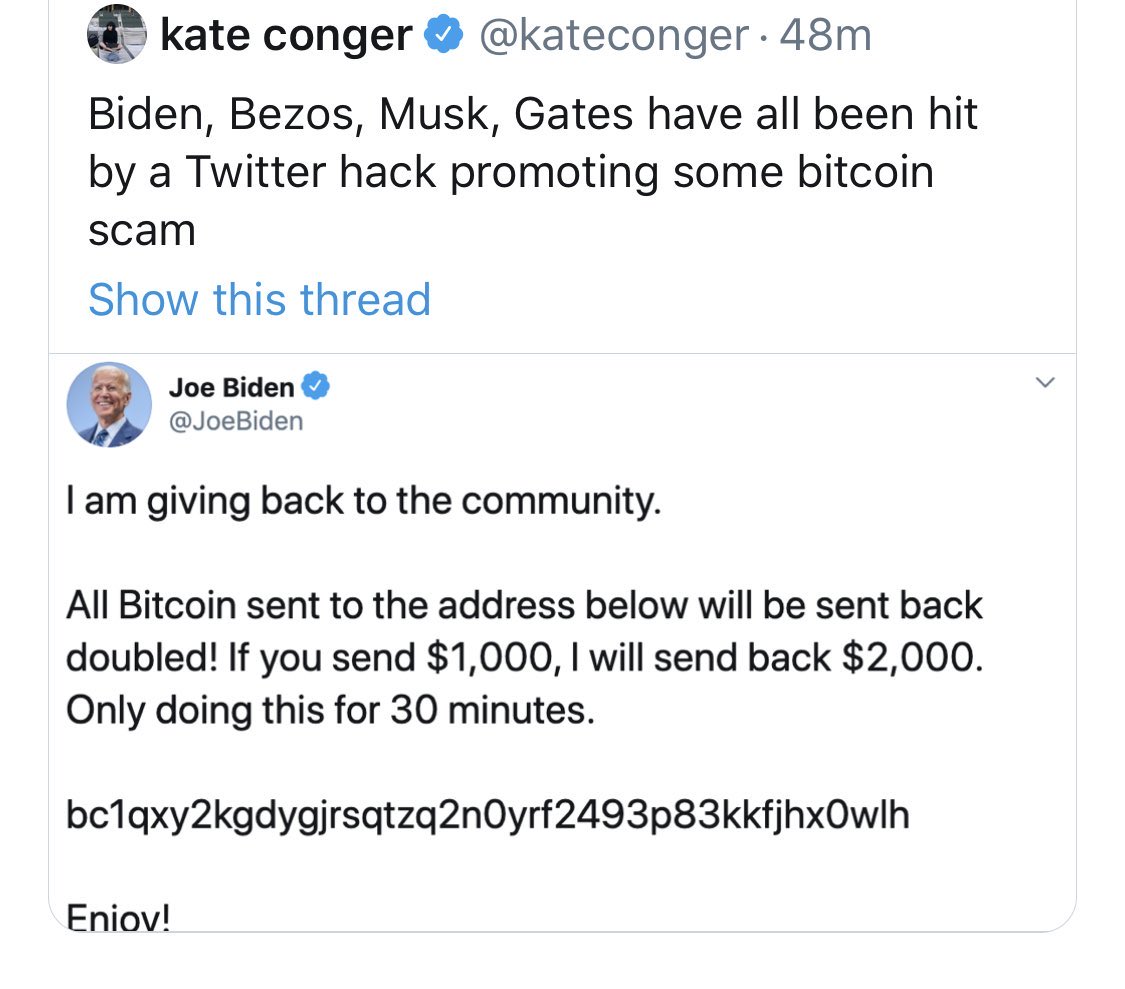 kate conger @kateconger · 48m
Biden, Bezos, Musk, Gates have all been hit
by a Twitter hack promoting some bitcoin
scam
Show this thread
Joe Biden
@JoeBiden
I am giving back to the community.
All Bitcoin sent to the address below will be sent back
doubled! If you send $1,000, I will send back $2,000.
Only doing this for 30 minutes.
bc1qxy2kgdygjrsqtzq2n0yrf2493p83kkfjhx0wlh
Enjoy!